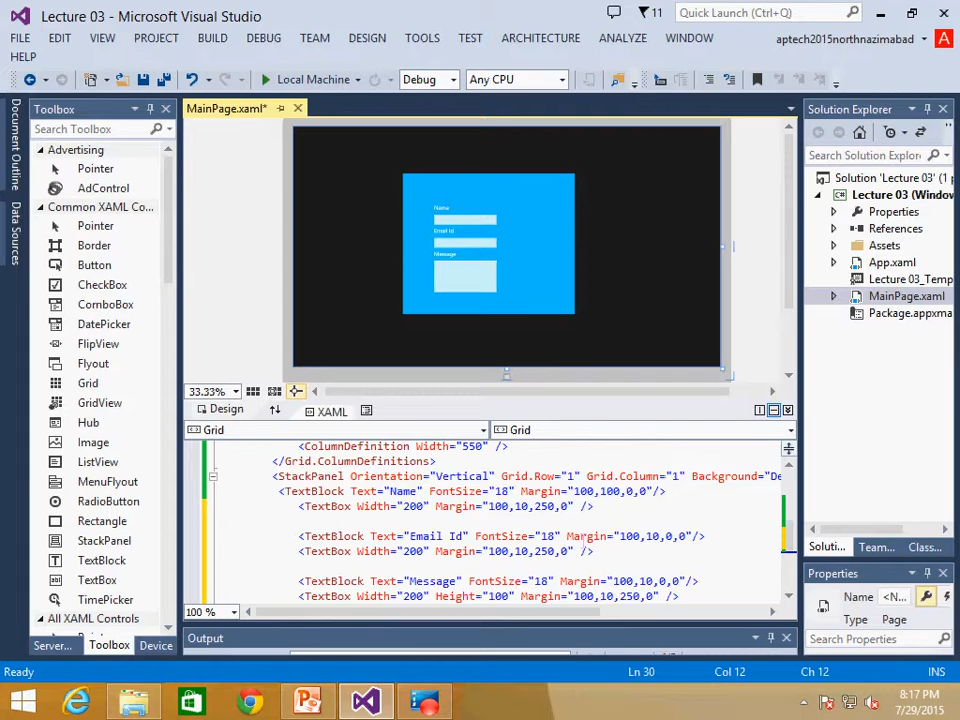 Lecture 03 - Microsoft Visual Studio
11
Quick Launch (Ctrl+Q)
FILE EDIT VIEW PROJECT BUILD DEBUG TEAM DESIGN TOOLS TEST ARCHITECTURE ANALYZE WINDOW
aptech2015northnazimabad
A
HELP
Local Machine
Debug
Any CPU
Document Outline
Data Sources
Toolbox
Search Toolbox
Advertising
Pointer
AdControl
Common XAML Co...
Pointer
Border
Button
CheckBox
ComboBox
DatePicker
FlipView
Flyout
Grid
GridView
Hub
Image
ListView
MenuFlyout
RadioButton
Rectangle
StackPanel
TextBlock
TextBox
TimePicker
All XAML Controls
Server...
Toolbox
Device
MainPage.xaml*
Name
Email Id
Message
33.33%
Design
XAML
Grid
Grid
<ColumnDefinition Width="550" />
</Grid.ColumnDefinitions>
<StackPanel Orientation="Vertical" Grid.Row="1" Grid.Column="1" Background="De
<TextBlock Text="Name" FontSize="18" Margin="100,100,0,0"/>
<TextBox Width="200" Margin="100,10,250,0" />
<TextBlock Text="Email Id" FontSize="18" Margin="100,10,0,0"/>
<TextBox Width="200" Margin="100,10,250,0" />
<TextBlock Text="Message" FontSize="18" Margin="100,10,0,0"/>
<TextBox Width="200" Height="100" Margin="100,10,250,0" />
100 %
Output
Solution Explorer
Search Solution Explor
Solution 'Lecture 03' (1 p
Lecture 03 (Window
Properties
References
Assets
App.xaml
Lecture 03_Temp
MainPage.xaml
Package.appxma
Soluti...
Team...
Class...
Properties
Name
<N...
Type
Page
Search Properties
Ready
Ln 30
Col 12
Ch 12
INS
8:17 PM
7/29/2015